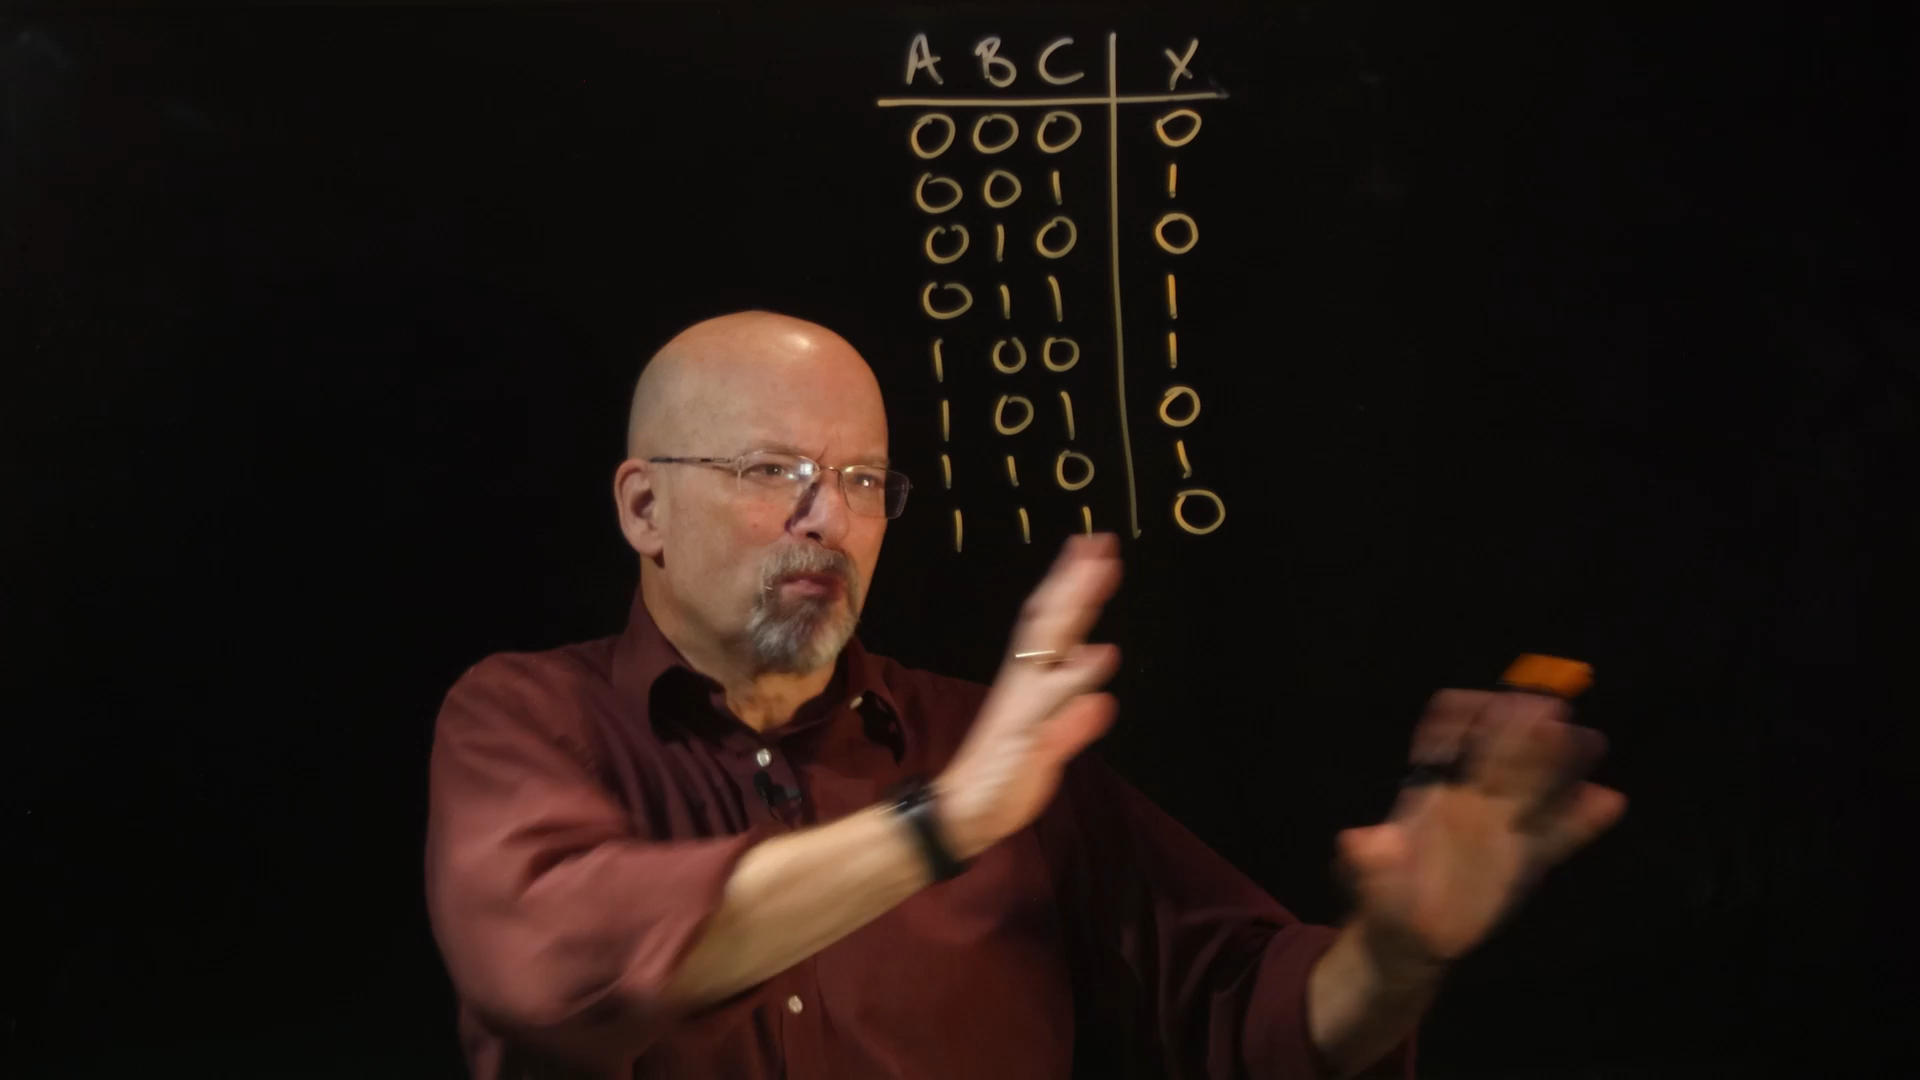 A B C X
0 0 0 0
0 0 1 1
0 1 0 0
0 1 1 1
1 0 0 1
1 0 1 0
1 1 0 1
1 1 1 0